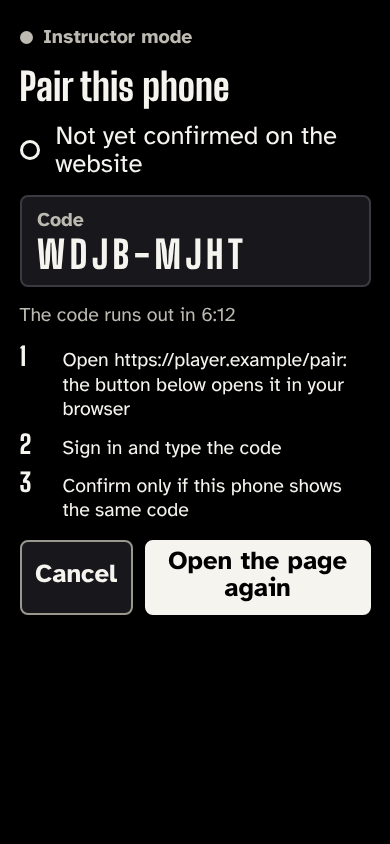 Instructor mode
Pair this phone
Not yet confirmed on the
website
Code
WDJB-MJHT
The code runs out in 6:12
1 Open https://player.example/pair:
the button below opens it in your
browser
2 Sign in and type the code
3 Confirm only if this phone shows
the same code
Cancel
Open the page
again